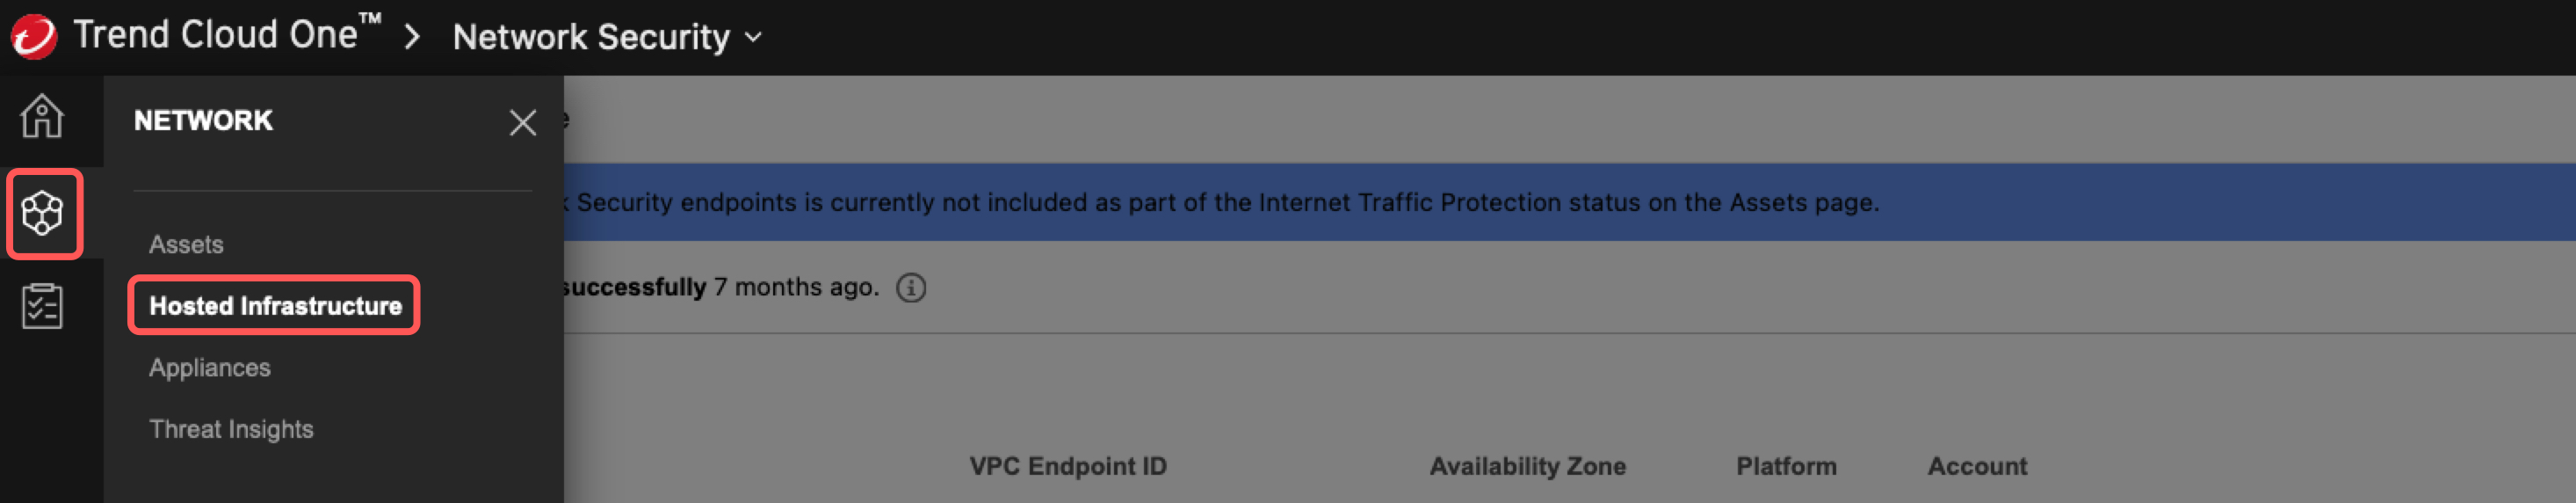 Trend Cloud One™ > Network Security
NETWORK
Security endpoints is currently not included as part of the Internet Traffic Protection status on the Assets page.
Assets
successfully 7 months ago.
Hosted Infrastructure
Appliances
Threat Insights
VPC Endpoint ID Availability Zone Platform Account